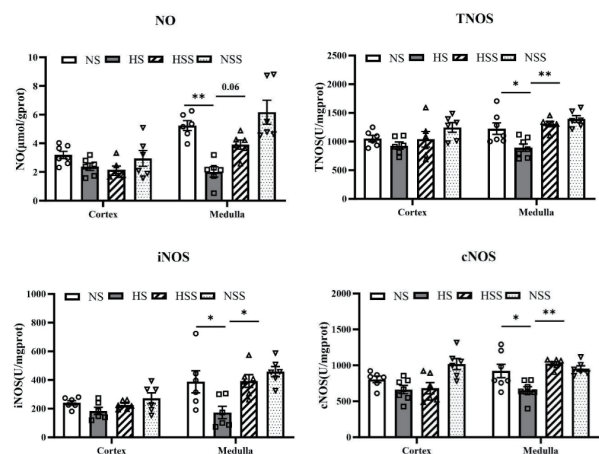 NO
NS HS HSS NSS
0.06
**
NO(μmol/gprot)
8
6
4
2
0
Cortex Medulla
TNOS
NS HS HSS NSS
* **
TNOS(U/mgprot)
2500
2000
1500
1000
500
0
Cortex Medulla
iNOS
NS HS HSS NSS
* *
iNOS(U/mgprot)
1000
800
600
400
200
0
Cortex Medulla
cNOS
NS HS HSS NSS
* **
cNOS(U/mgprot)
2000
1500
1000
500
0
Cortex Medulla